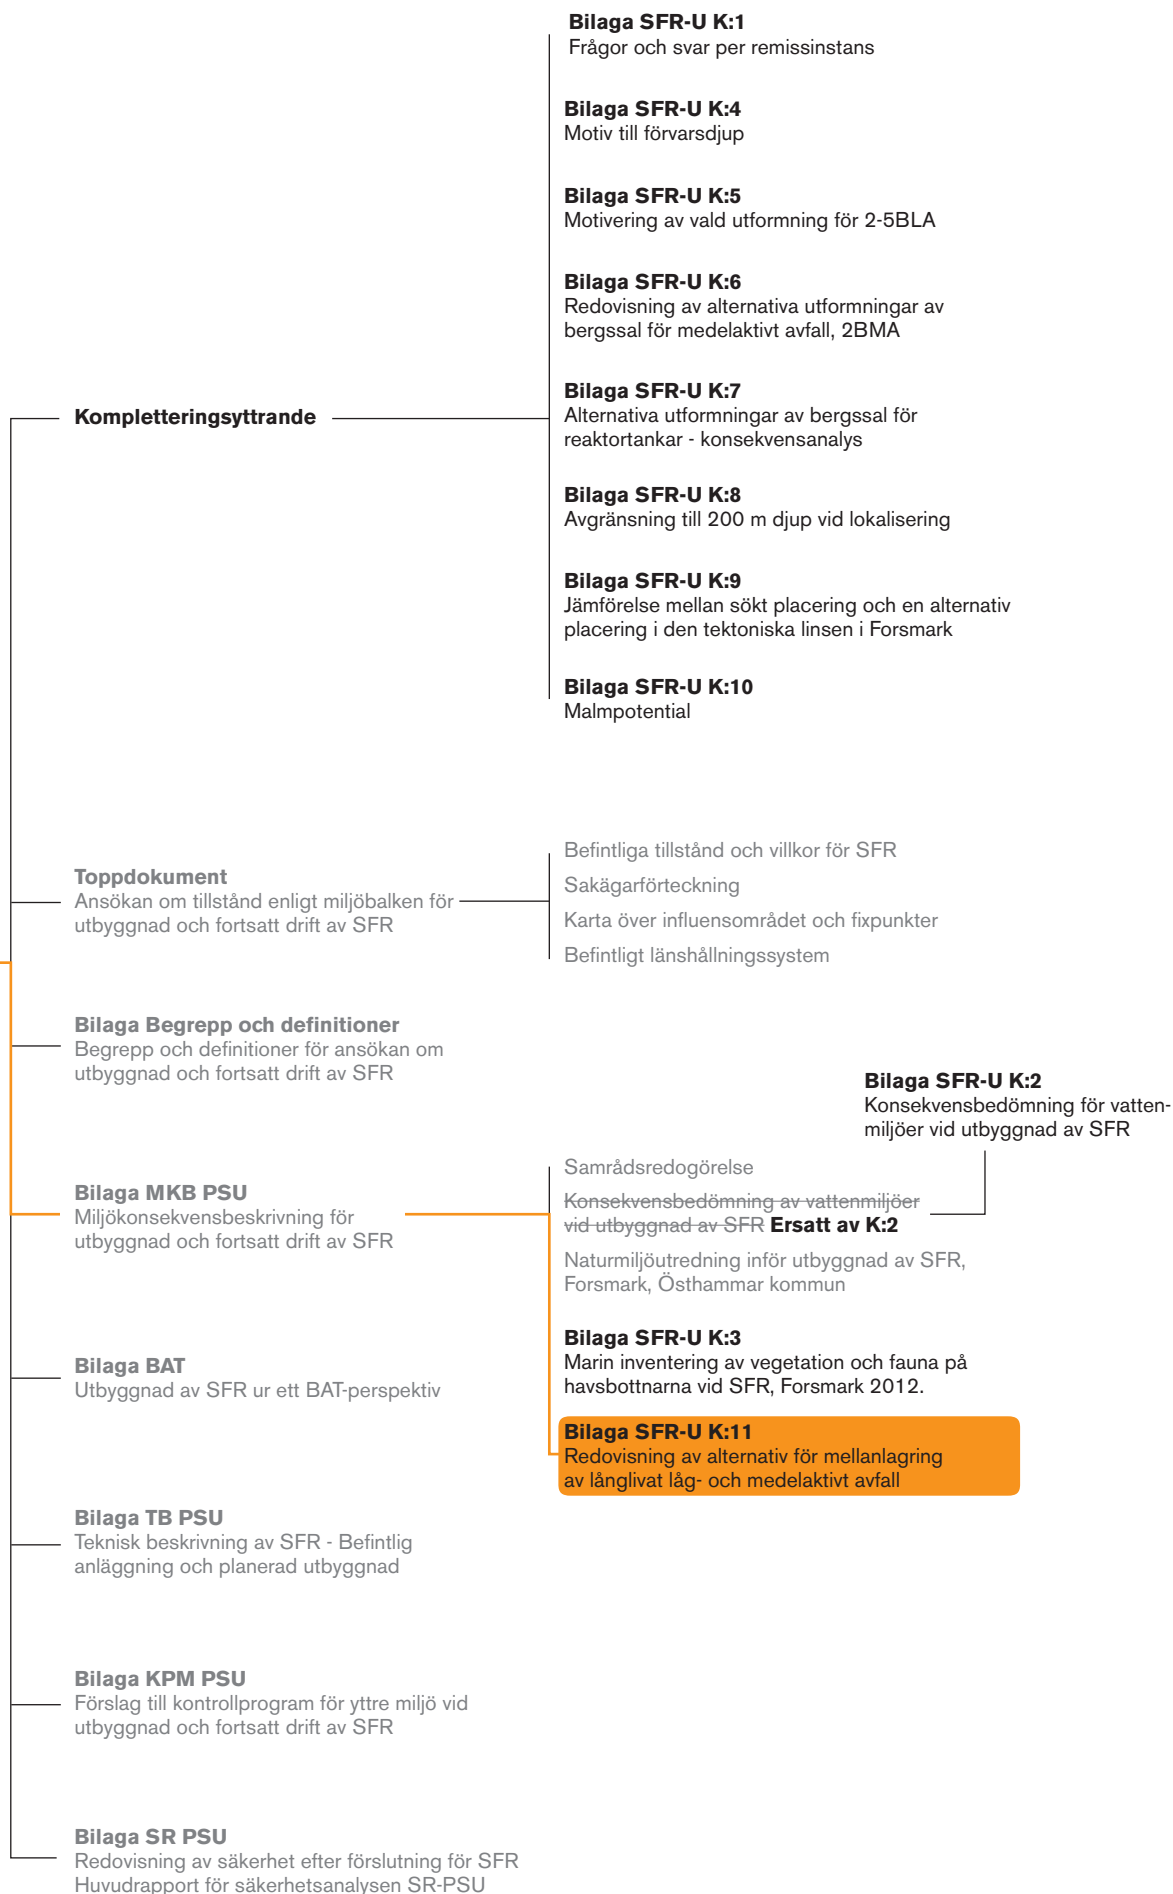 Bilaga SFR-U K:1
Frågor och svar per remissinstans
Bilaga SFR-U K:4
Motiv till förvarsdjup
Bilaga SFR-U K:5
Motivering av vald utformning för 2-5BLA
Bilaga SFR-U K:6
Redovisning av alternativa utformningar av
bergssal för medelaktivt avfall, 2BMA
Bilaga SFR-U K:7
Alternativa utformningar av bergssal för
reaktortankar - konsekvensanalys
Kompletteringsyttrande
Bilaga SFR-U K:8
Avgränsning till 200 m djup vid lokalisering
Bilaga SFR-U K:9
Jämförelse mellan sökt placering och en alternativ
placering i den tektoniska linsen i Forsmark
Bilaga SFR-U K:10
Malmpotential
Toppdokument
Ansökan om tillstånd enligt miljöbalken för
utbyggnad och fortsatt drift av SFR
Befintliga tillstånd och villkor för SFR
Sakägarförteckning
Karta över influensområdet och fixpunkter
Befintligt länshållningssystem
Bilaga Begrepp och definitioner
Begrepp och definitioner för ansökan om
utbyggnad och fortsatt drift av SFR
Bilaga SFR-U K:2
Konsekvensbedömning för vatten-
miljöer vid utbyggnad av SFR
Bilaga MKB PSU
Miljökonsekvensbeskrivning för
utbyggnad och fortsatt drift av SFR
Samrådsredogörelse
Konsekvensbedömning av vattenmiljöer
vid utbyggnad av SFR Ersatt av K:2
Naturmiljöutredning inför utbyggnad av SFR,
Forsmark, Östhammar kommun
Bilaga SFR-U K:3
Marin inventering av vegetation och fauna på
havsbottnarna vid SFR, Forsmark 2012.
Bilaga BAT
Utbyggnad av SFR ur ett BAT-perspektiv
Bilaga SFR-U K:11
Redovisning av alternativ för mellanlagring
av långlivat låg- och medelaktivt avfall
Bilaga TB PSU
Teknisk beskrivning av SFR - Befintlig
anläggning och planerad utbyggnad
Bilaga KPM PSU
Förslag till kontrollprogram för yttre miljö vid
utbyggnad och fortsatt drift av SFR
Bilaga SR PSU
Redovisning av säkerhet efter förslutning för SFR
Huvudrapport för säkerhetsanalysen SR-PSU